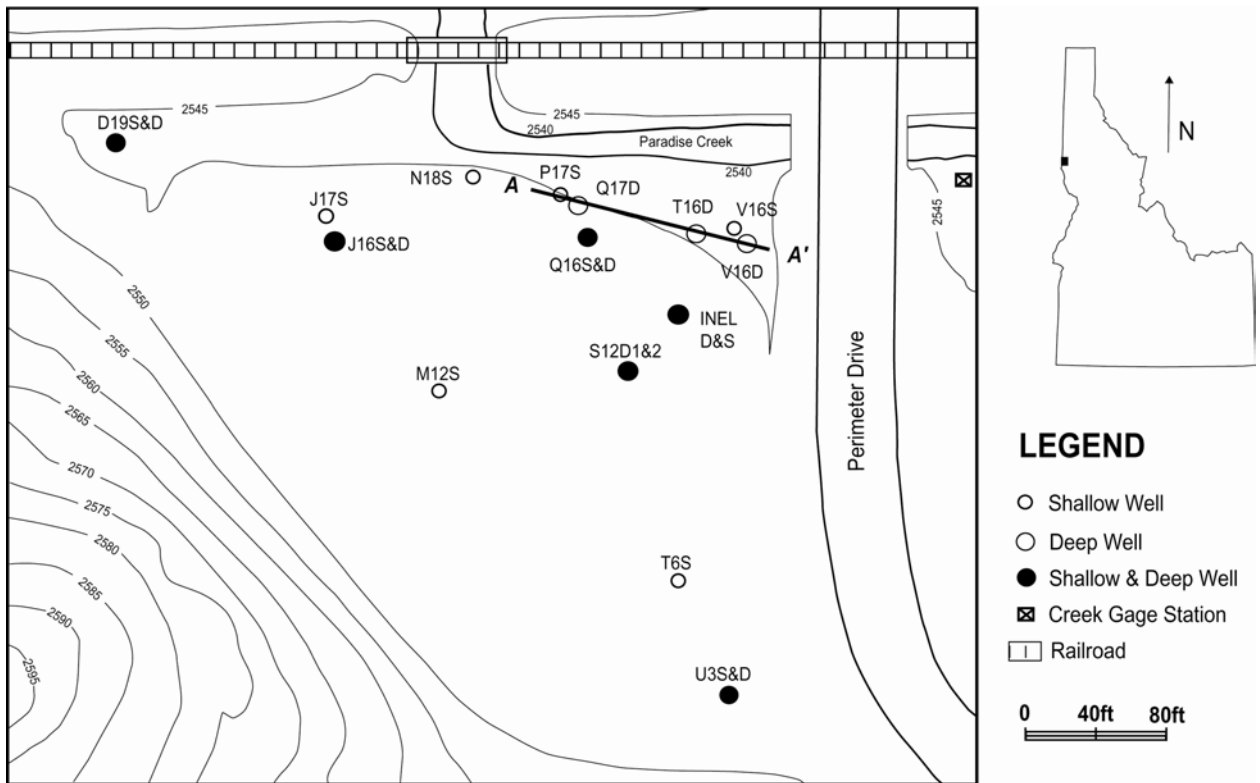 2545
D19S&D
2540
2545
Paradise Creek
2540
N18S
A
P17S
Q17D
T16D
V16S
J17S
J16S&D
Q16S&D
V16D
A'
2545
N
INEL
D&S
S12D1&2
M12S
2550
2555
2560
2565
2570
2575
2580
2585
2590
2595
Perimeter Drive
T6S
U3S&D
LEGEND
Shallow Well
Deep Well
Shallow & Deep Well
Creek Gage Station
Railroad
0 40ft 80ft